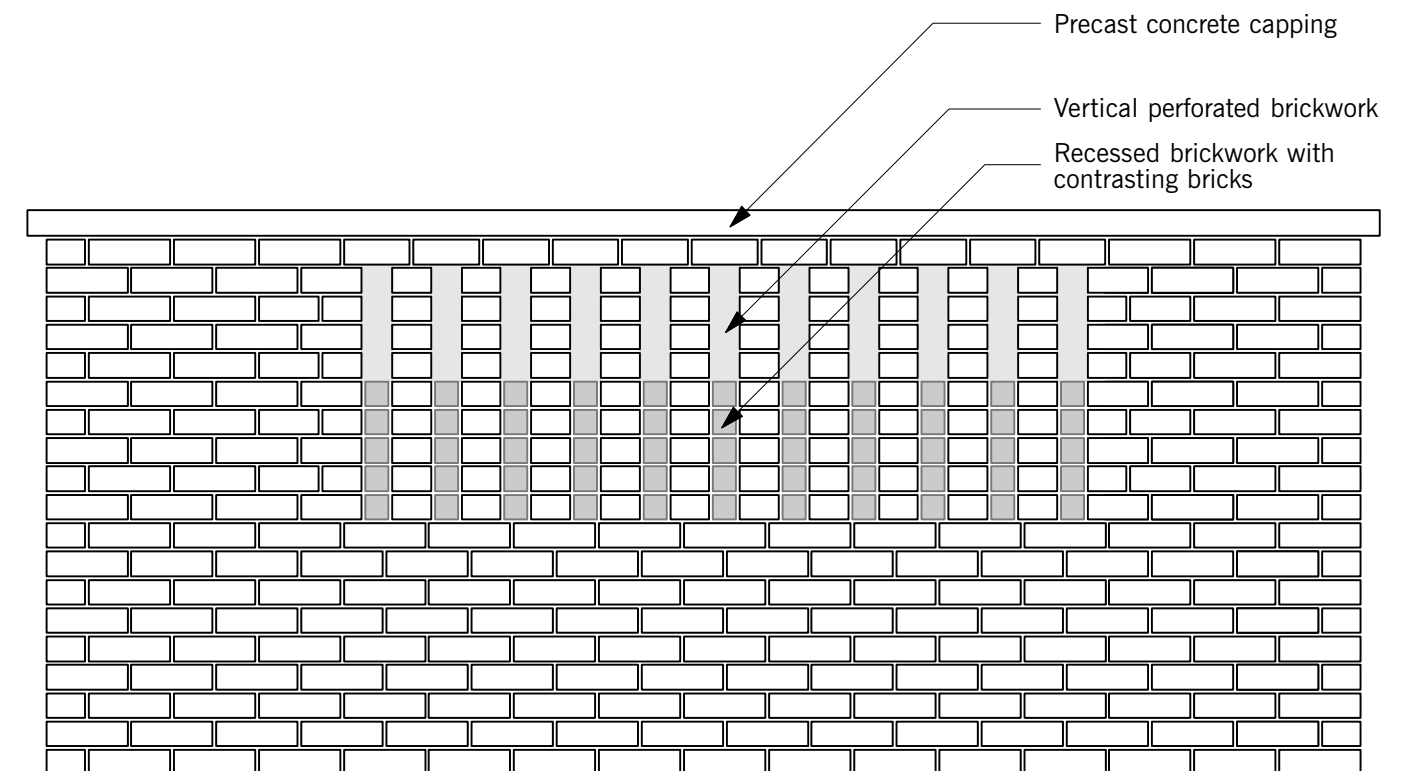 Precast concrete capping
Vertical perforated brickwork
Recessed brickwork with
contrasting bricks